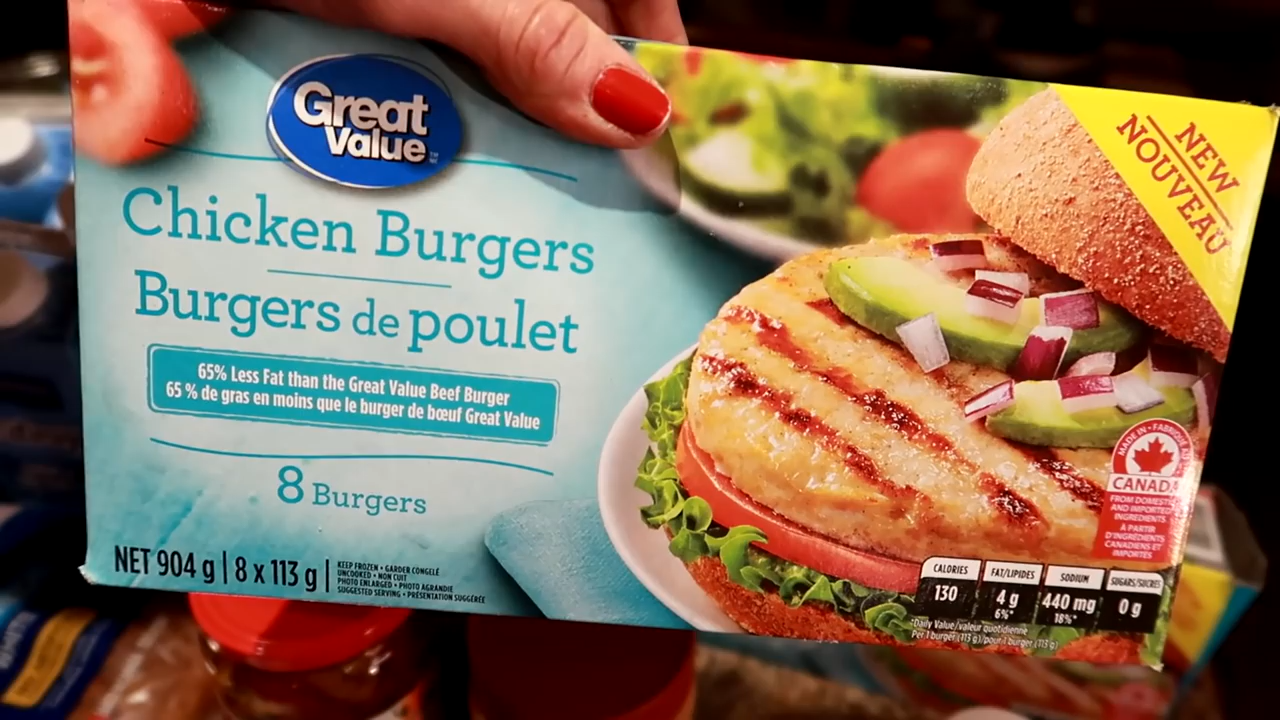 Great
Value
TM
NEW
NOUVEAU
Chicken Burgers
Burgers de poulet
65% Less Fat than the Great Value Beef Burger
65 % de gras en moins que le burger de bœuf Great Value
8 Burgers
NET 904 g | 8 x 113 g
KEEP FROZEN • GARDER CONGELÉ
UNCOOKED • NON CUIT
PHOTO ENLARGED • PHOTO AGRANDIE
SUGGESTED SERVING • PRÉSENTATION SUGGÉRÉE
MADE IN • FABRIQUÉ
CANADA
FROM DOMESTIC
AND IMPORTED
INGREDIENTS
À PARTIR
D'INGRÉDIENTS
CANADIENS ET
IMPORTÉS
CALORIES
130
FAT/LIPIDES
4 g
6%*
SODIUM
440 mg
18%*
SUGARS/SUCRES
0 g
*Daily Value/valeur quotidienne
Per 1 burger (113 g)/pour 1 burger (113 g)